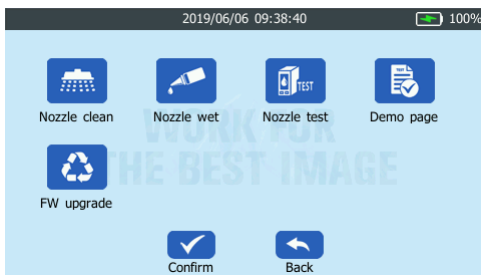 2019/06/06 09:38:40 100%
TEST
TEST
Nozzle clean Nozzle wet Nozzle test Demo page
WORK FOR
THE BEST IMAGE
FW upgrade
Confirm Back